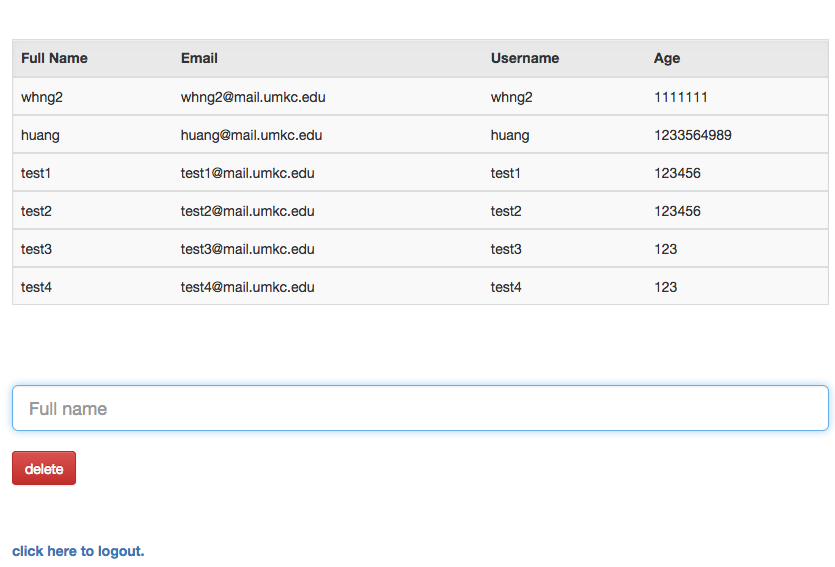 Full Name Email Username Age
whng2 whng2@mail.umkc.edu whng2 1111111
huang huang@mail.umkc.edu huang 1233564989
test1 test1@mail.umkc.edu test1 123456
test2 test2@mail.umkc.edu test2 123456
test3 test3@mail.umkc.edu test3 123
test4 test4@mail.umkc.edu test4 123
Full name
delete
click here to logout.